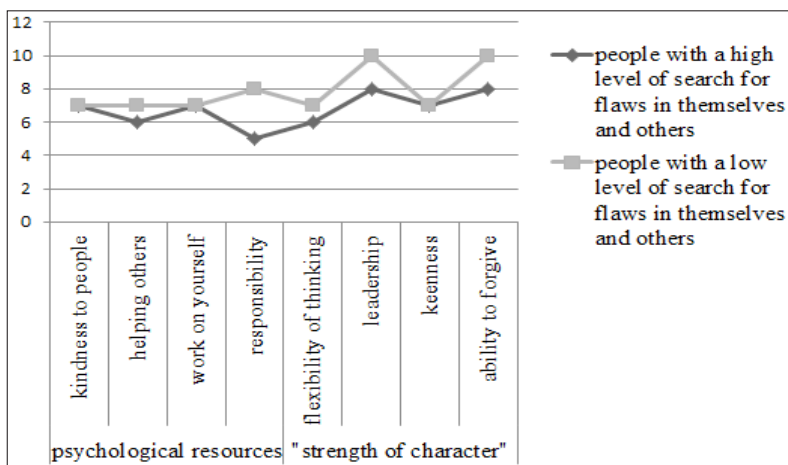 12
10
8
6
4
2
0
kindness to people
helping others
work on yourself
responsibility
flexibility of thinking
leadership
keenness
ability to forgive
psychological resources
"strength of character"
people with a high
level of search for
flaws in themselves
and others
people with a low
level of search for
flaws in themselves
and others